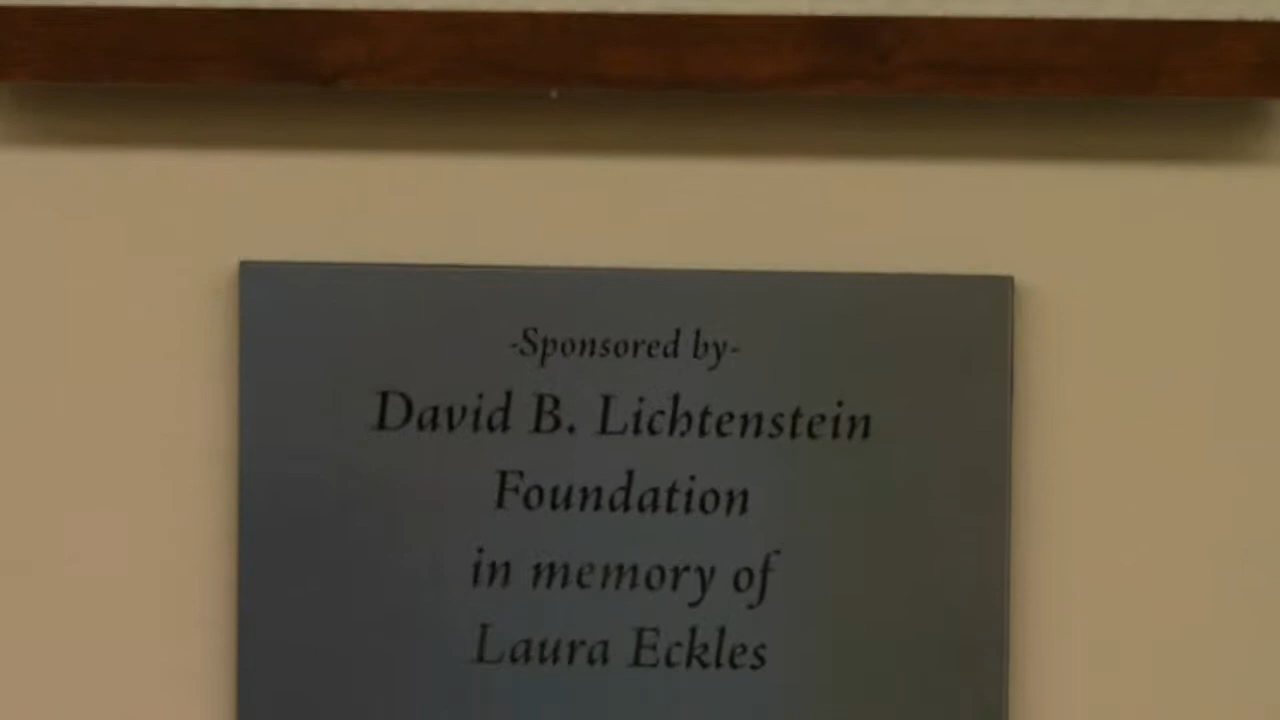 -Sponsored by-
David B. Lichtenstein
Foundation
in memory of
Laura Eckles